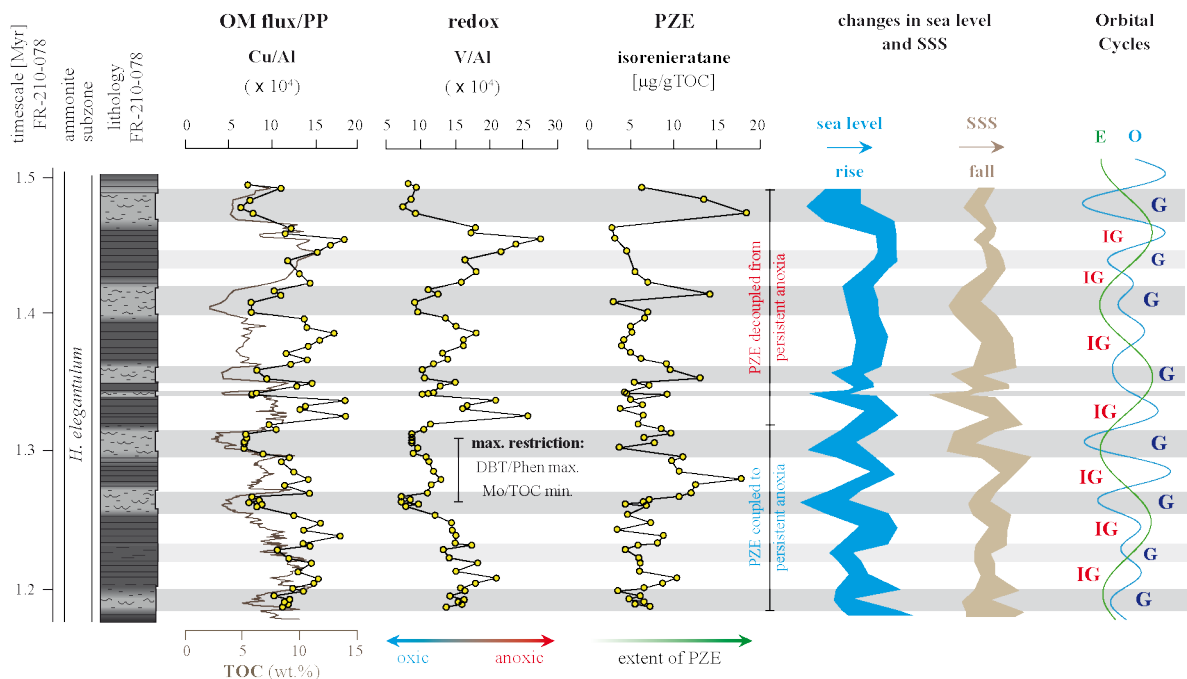 OM flux/PP
redox
PZE
changes in sea level
and SSS
Orbital
Cycles
timescale [Myr]
FR-210-078
ammonite
subzone
lithology
FR-210-078
Cu/Al
( x 10⁴)
V/Al
( x 10⁴)
isorenieratane
[µg/gTOC]
0 5 10 15 20
5 10 15 20 25 30
0 5 10 15 20
sea level
rise
SSS
fall
E O
1.5
1.4
1.3
1.2
H. elegantulum
max. restriction:
DBT/Phen max.
Mo/TOC min.
PZE decoupled from
persistent anoxia
PZE coupled to
persistent anoxia
G
IG
G
IG
G
IG
G
IG
G
IG
G
IG
G
IG
G
0 5 10 15
TOC (wt.%)
oxic anoxic
extent of PZE